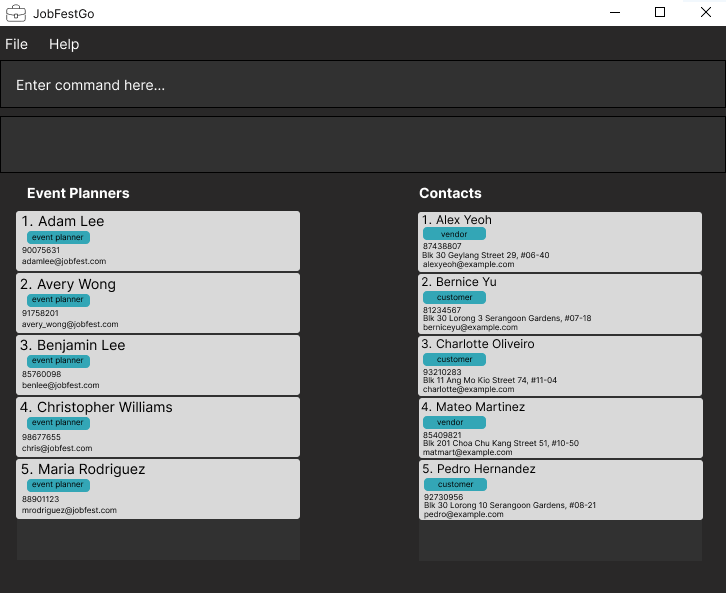 JobFestGo
File Help
Enter command here...
Event Planners
1. Adam Lee
event planner
90075631
adamlee@jobfest.com
2. Avery Wong
event planner
91758201
avery_wong@jobfest.com
3. Benjamin Lee
event planner
85760098
benlee@jobfest.com
4. Christopher Williams
event planner
98677655
chris@jobfest.com
5. Maria Rodriguez
event planner
88901123
mrodriguez@jobfest.com
Contacts
1. Alex Yeoh
vendor
87438807
Blk 30 Geylang Street 29, #06-40
alexyeoh@example.com
2. Bernice Yu
customer
81234567
Blk 30 Lorong 3 Serangoon Gardens, #07-18
berniceyu@example.com
3. Charlotte Oliveiro
customer
93210283
Blk 11 Ang Mo Kio Street 74, #11-04
charlotte@example.com
4. Mateo Martinez
vendor
85409821
Blk 201 Choa Chu Kang Street 51, #10-50
matmart@example.com
5. Pedro Hernandez
customer
92730956
Blk 30 Lorong 10 Serangoon Gardens, #08-21
pedro@example.com